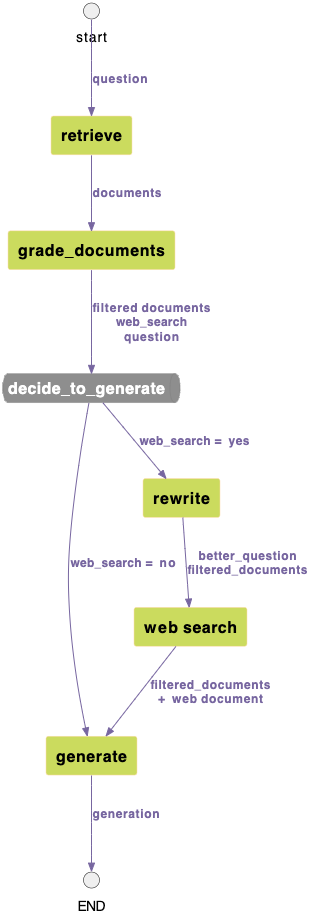 start
question
retrieve
documents
grade_documents
filtered documents
web_search
question
decide_to_generate
web_search = yes
rewrite
web_search = no
better_question
filtered_documents
web search
filtered_documents
+ web document
generate
generation
END